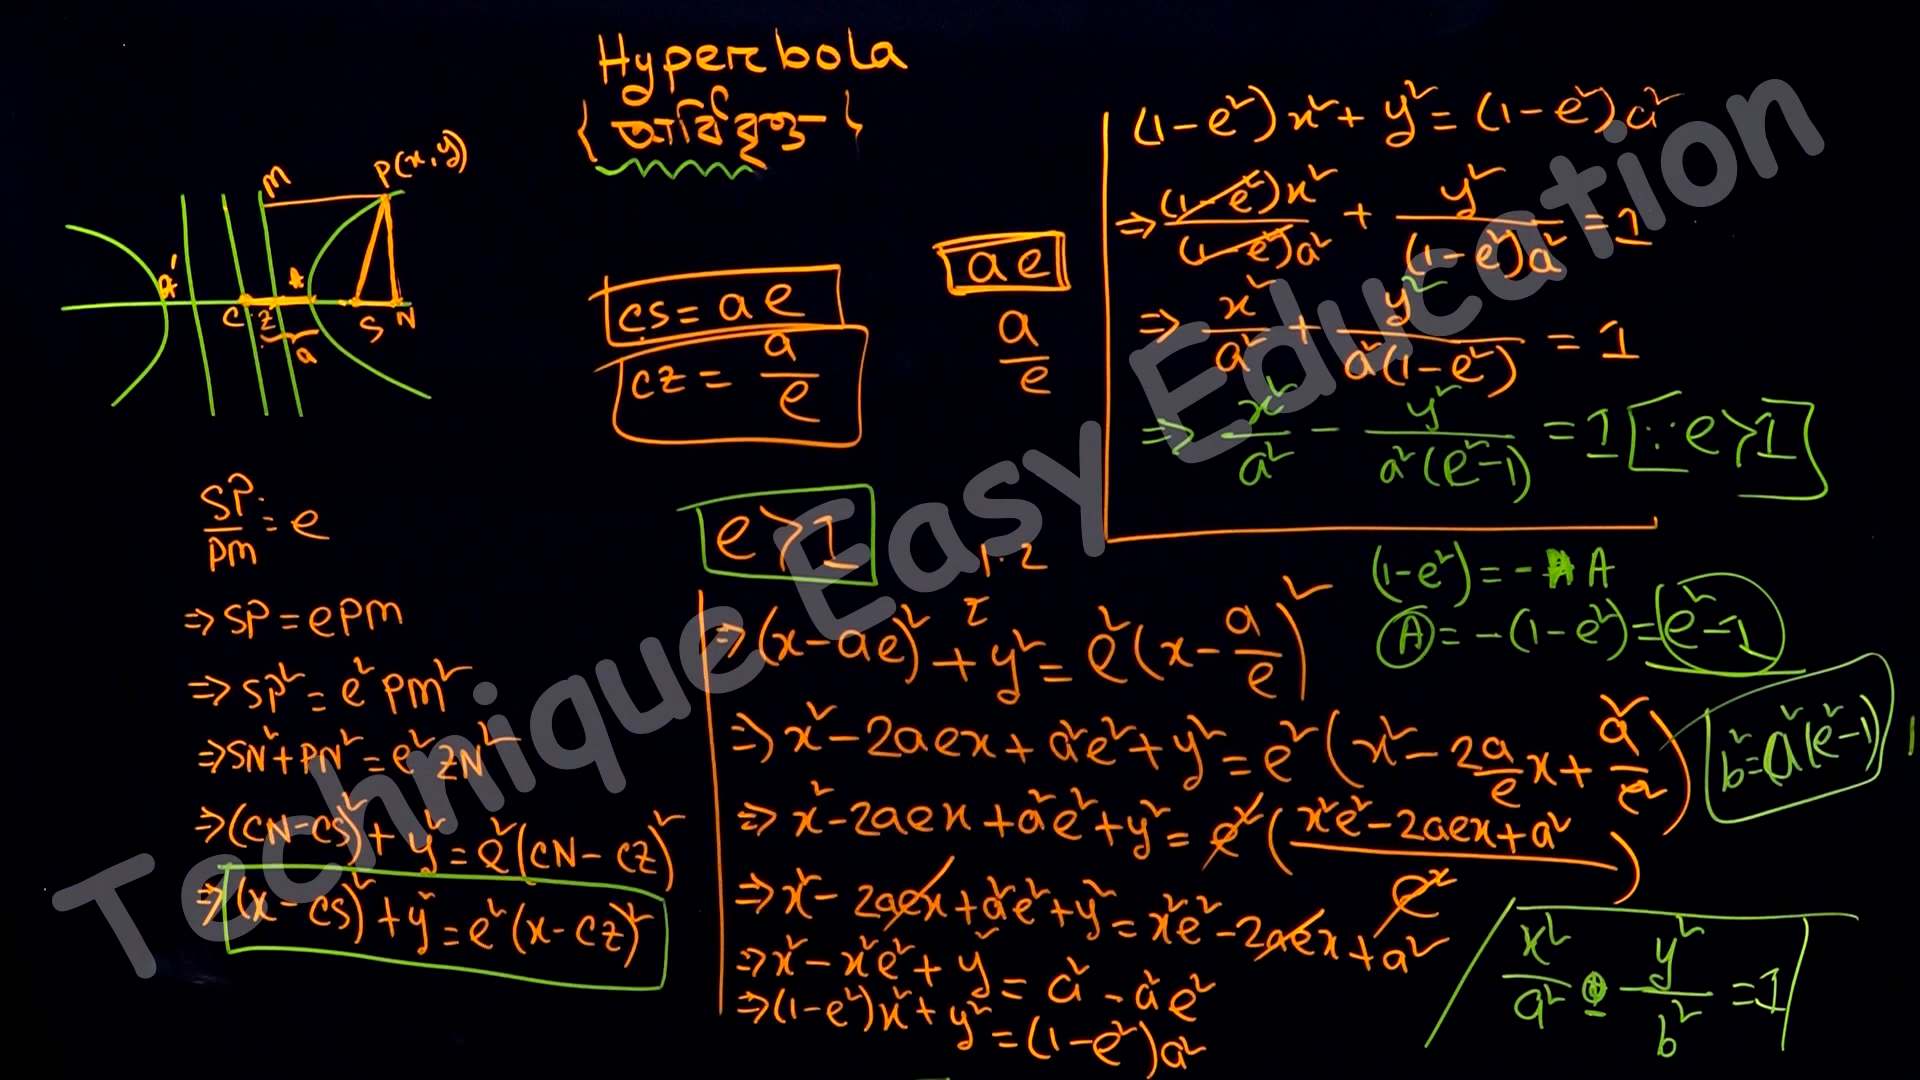 Hyperbola
{অধিবৃত্ত}
M P(x, y)
A' A
C Z S N
a
CS = ae
CZ = a/e
ae
a/e
SP/PM = e
⇒ SP = ePM
⇒ SP² = e² PM²
⇒ SN² + PN² = e² ZN²
⇒ (CN - CS)² + y² = e² (CN - CZ)²
⇒ (x - CS)² + y² = e² (x - CZ)²
e > 1
1.2
⇒ (x - ae)² + y² = e² (x - a/e)²
⇒ x² - 2aex + a²e² + y² = e² (x² - 2a/e x + a²/e²)
⇒ x² - 2aex + a²e² + y² = e² (x²e² - 2aex + a² / e²)
⇒ x² - 2aex + a²e² + y² = x²e² - 2aex + a²
⇒ x² - x²e² + y² = a² - a²e²
⇒ (1 - e²)x² + y² = (1 - e²)a²
(1 - e²)x² + y² = (1 - e²)a²
⇒ (1 - e²)x² / (1 - e²)a² + y² / (1 - e²)a² = 1
⇒ x²/a² + y² / a²(1 - e²) = 1
⇒ x²/a² - y² / a²(e² - 1) = 1 [∵ e > 1]
(1 - e²) = - A
A = - (1 - e²) = e² - 1
b² = a² (e² - 1)
x²/a² - y²/b² = 1
Technique Easy Education